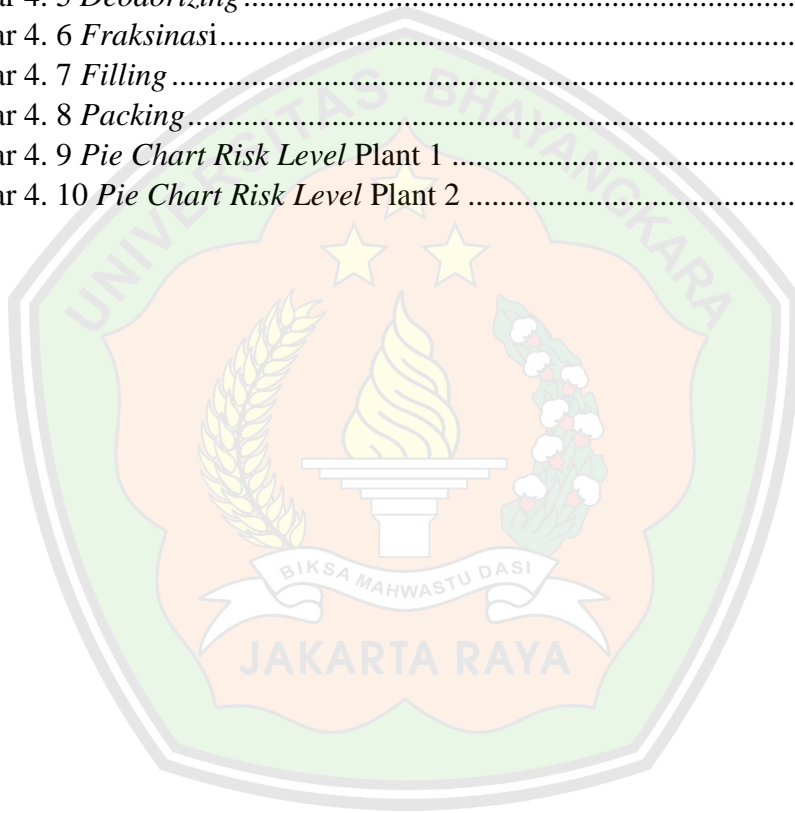 ar 4. 5 Deodorizing ..........................................................................
ar 4. 6 Fraksinasi..........................................................................
ar 4. 7 Filling ..........................................................................
ar 4. 8 Packing..........................................................................
ar 4. 9 Pie Chart Risk Level Plant 1 ..............................................
ar 4. 10 Pie Chart Risk Level Plant 2 ............................................
UNIVERSITAS BHAYANGKARA
BIKSA MAHWASTU DASI
JAKARTA RAYA